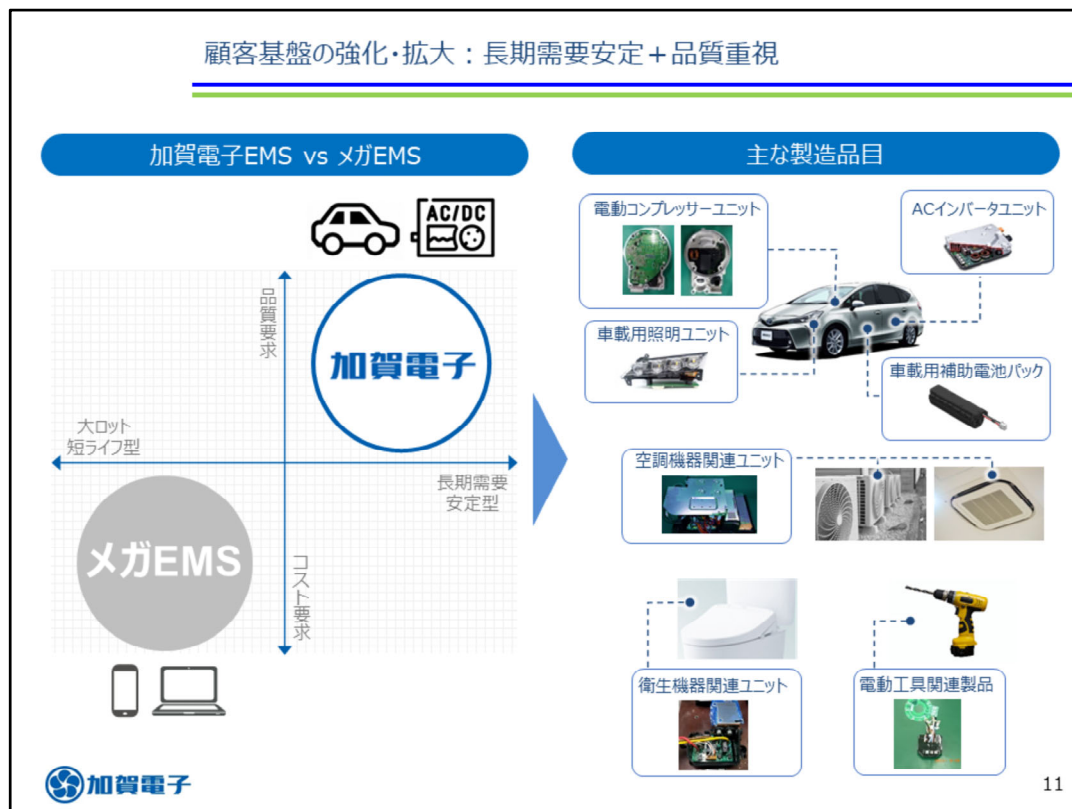 顧客基盤の強化・拡大：長期需要安定＋品質重視
加賀電子EMS vs メガEMS
AC/DC
品質要求
加賀電子
大ロット
短ライフ型
長期需要
安定型
メガEMS
コスト要求
主な製造品目
電動コンプレッサーユニット
ACインバータユニット
車載用照明ユニット
車載用補助電池パック
空調機器関連ユニット
衛生機器関連ユニット
電動工具関連製品
加賀電子
11